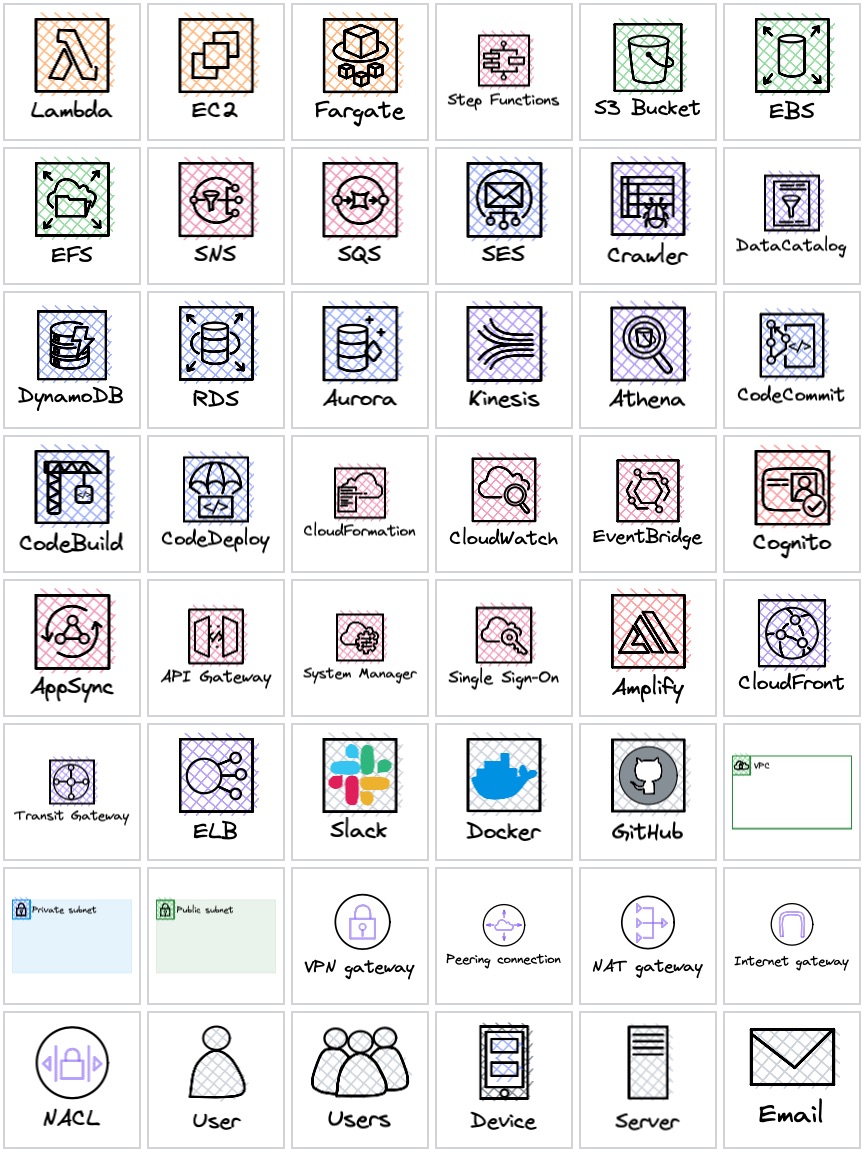 Lambda
EC2
Fargate
Step Functions
S3 Bucket
EBS
EFS
SNS
SQS
SES
Crawler
DataCatalog
DynamoDB
RDS
Aurora
Kinesis
Athena
CodeCommit
CodeBuild
CodeDeploy
CloudFormation
CloudWatch
EventBridge
Cognito
AppSync
API Gateway
System Manager
Single Sign-On
Amplify
CloudFront
Transit Gateway
ELB
Slack
Docker
GitHub
VPC
Private subnet
Public subnet
VPN gateway
Peering connection
NAT gateway
Internet gateway
NACL
User
Users
Device
Server
Email